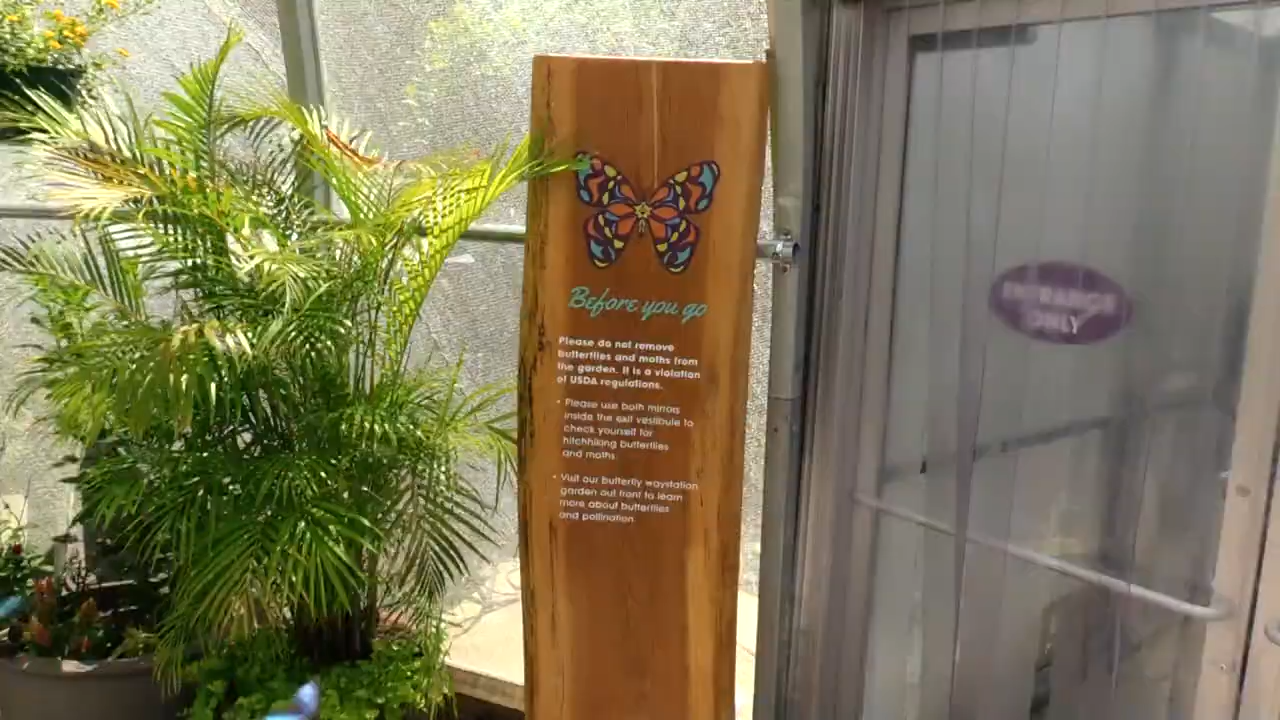 Before you go
Please do not remove
butterflies and moths from
the garden. It is a violation
of USDA regulations.
• Please use both mirrors
inside the exit vestibule to
check yourself for
hitchhiking butterflies
and moths.
• Visit our butterfly waystation
garden out front to learn
more about butterflies
and pollination.
ENTRANCE
ONLY